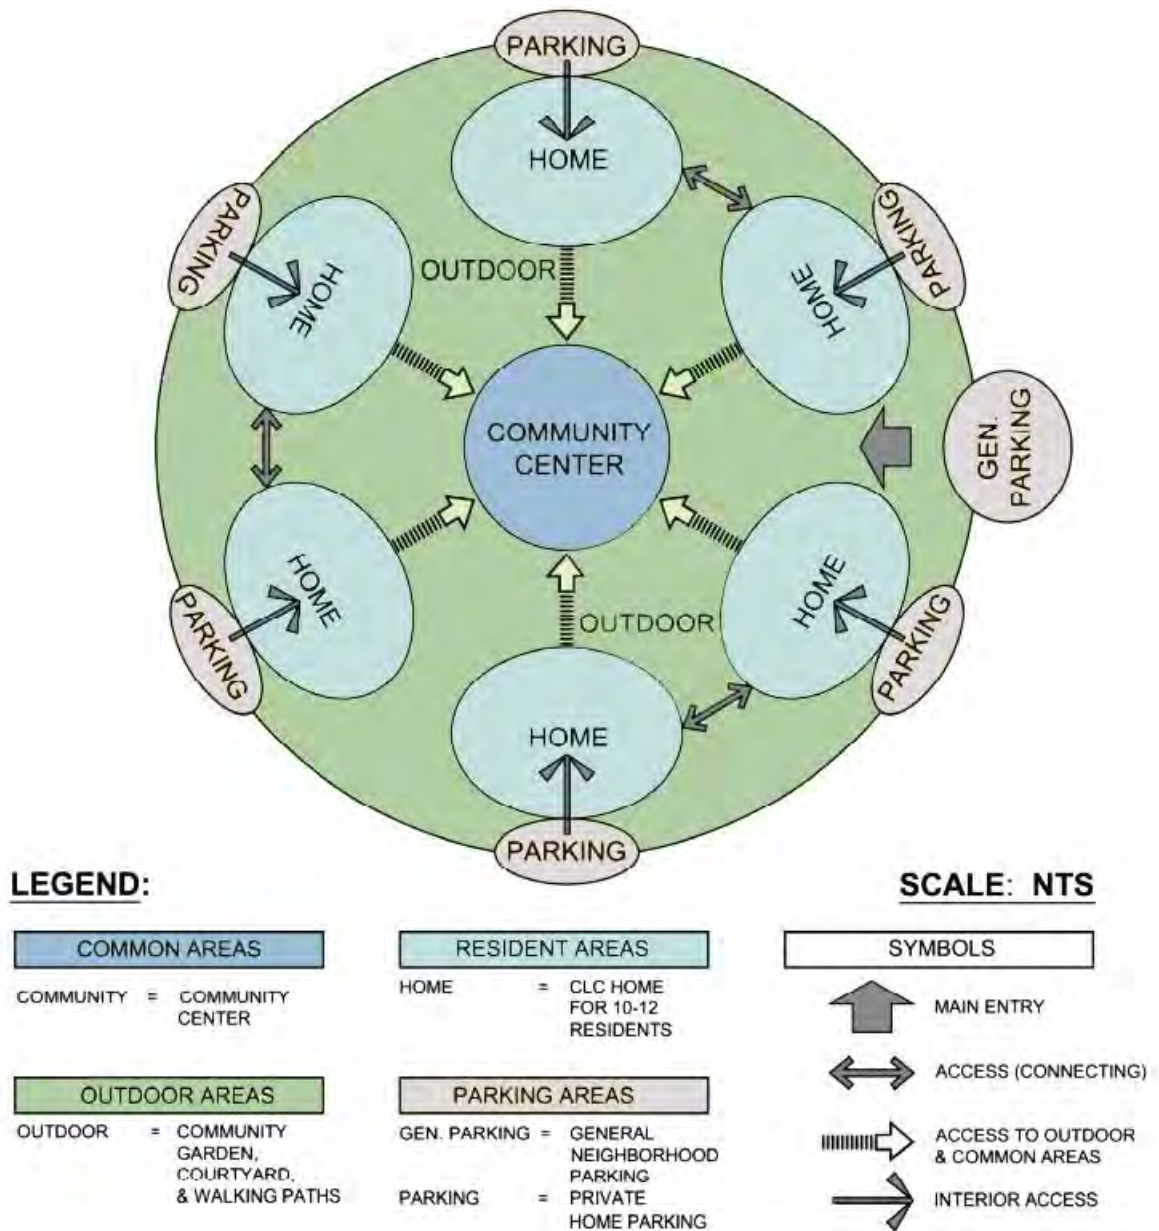 PARKING
HOME
PARKING
HOME
PARKING
HOME
OUTDOOR
COMMUNITY
CENTER
GEN.
PARKING
HOME
PARKING
HOME
PARKING
OUTDOOR
HOME
PARKING
LEGEND:
SCALE: NTS
COMMON AREAS
COMMUNITY = COMMUNITY
CENTER
RESIDENT AREAS
HOME = CLC HOME
FOR 10-12
RESIDENTS
SYMBOLS
MAIN ENTRY
ACCESS (CONNECTING)
ACCESS TO OUTDOOR
& COMMON AREAS
INTERIOR ACCESS
OUTDOOR AREAS
OUTDOOR = COMMUNITY
GARDEN,
COURTYARD,
& WALKING PATHS
PARKING AREAS
GEN. PARKING = GENERAL
NEIGHBORHOOD
PARKING
PARKING = PRIVATE
HOME PARKING